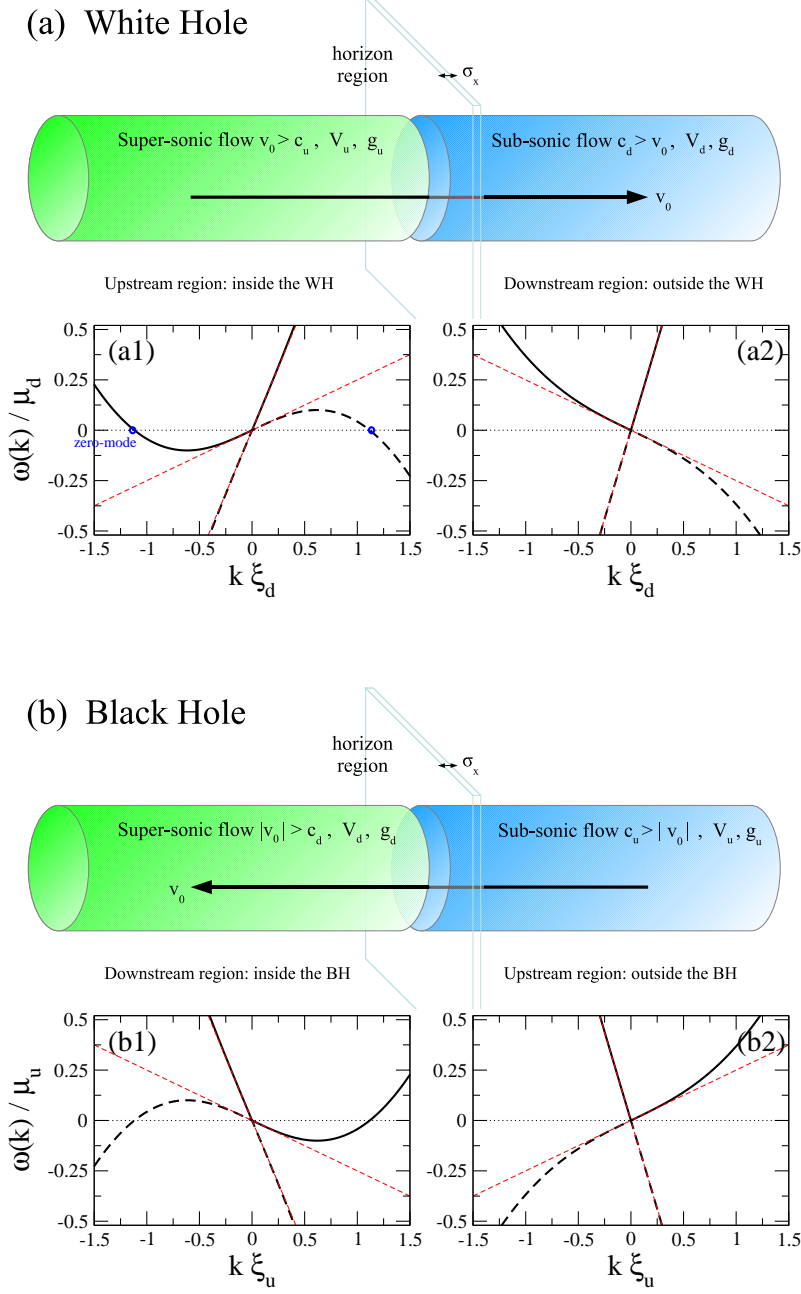 (a) White Hole
horizon
region
σx
Super-sonic flow v0 > cu , Vu, gu
Sub-sonic flow cd > v0, Vd, gd
v0
Upstream region: inside the WH
Downstream region: outside the WH
(a1)
(a2)
0.5
0.25
0
-0.25
-0.5
0.5
0.25
0
-0.25
-0.5
zero-mode
ω(k) / μd
-1.5 -1 -0.5 0 0.5 1 1.5
-1.5 -1 -0.5 0 0.5 1 1.5
k ξd
k ξd
(b) Black Hole
horizon
region
σx
Super-sonic flow |v0| > cd , Vd, gd
Sub-sonic flow cu > | v0| , Vu, gu
v0
Downstream region: inside the BH
Upstream region: outside the BH
(b1)
(b2)
0.5
0.25
0
-0.25
-0.5
0.5
0.25
0
-0.25
-0.5
ω(k) / μu
-1.5 -1 -0.5 0 0.5 1 1.5
-1.5 -1 -0.5 0 0.5 1 1.5
k ξu
k ξu